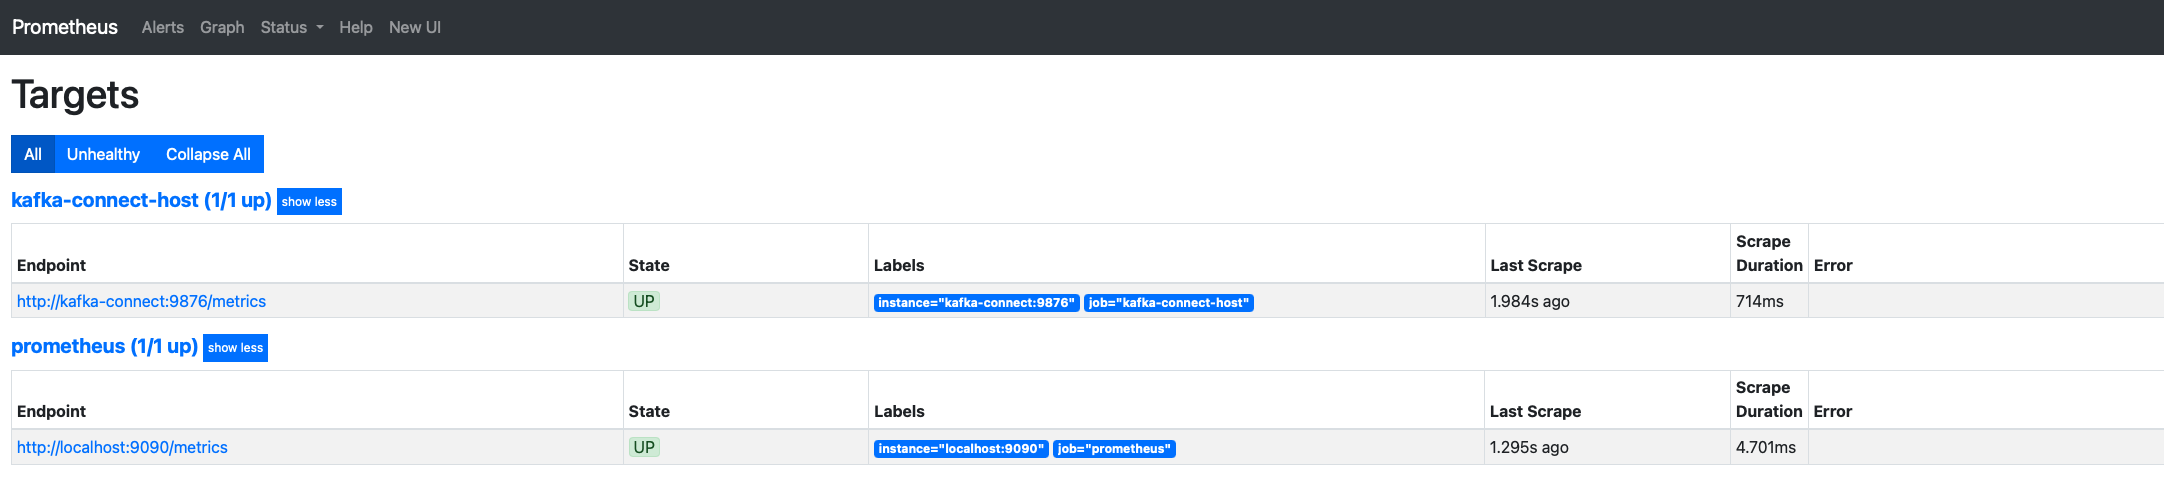 Prometheus Alerts Graph Status Help New UI
Targets
All Unhealthy Collapse All
kafka-connect-host (1/1 up) show less
Endpoint State Labels Last Scrape Scrape Duration Error
http://kafka-connect:9876/metrics UP instance="kafka-connect:9876" job="kafka-connect-host" 1.984s ago 714ms
prometheus (1/1 up) show less
Endpoint State Labels Last Scrape Scrape Duration Error
http://localhost:9090/metrics UP instance="localhost:9090" job="prometheus" 1.295s ago 4.701ms